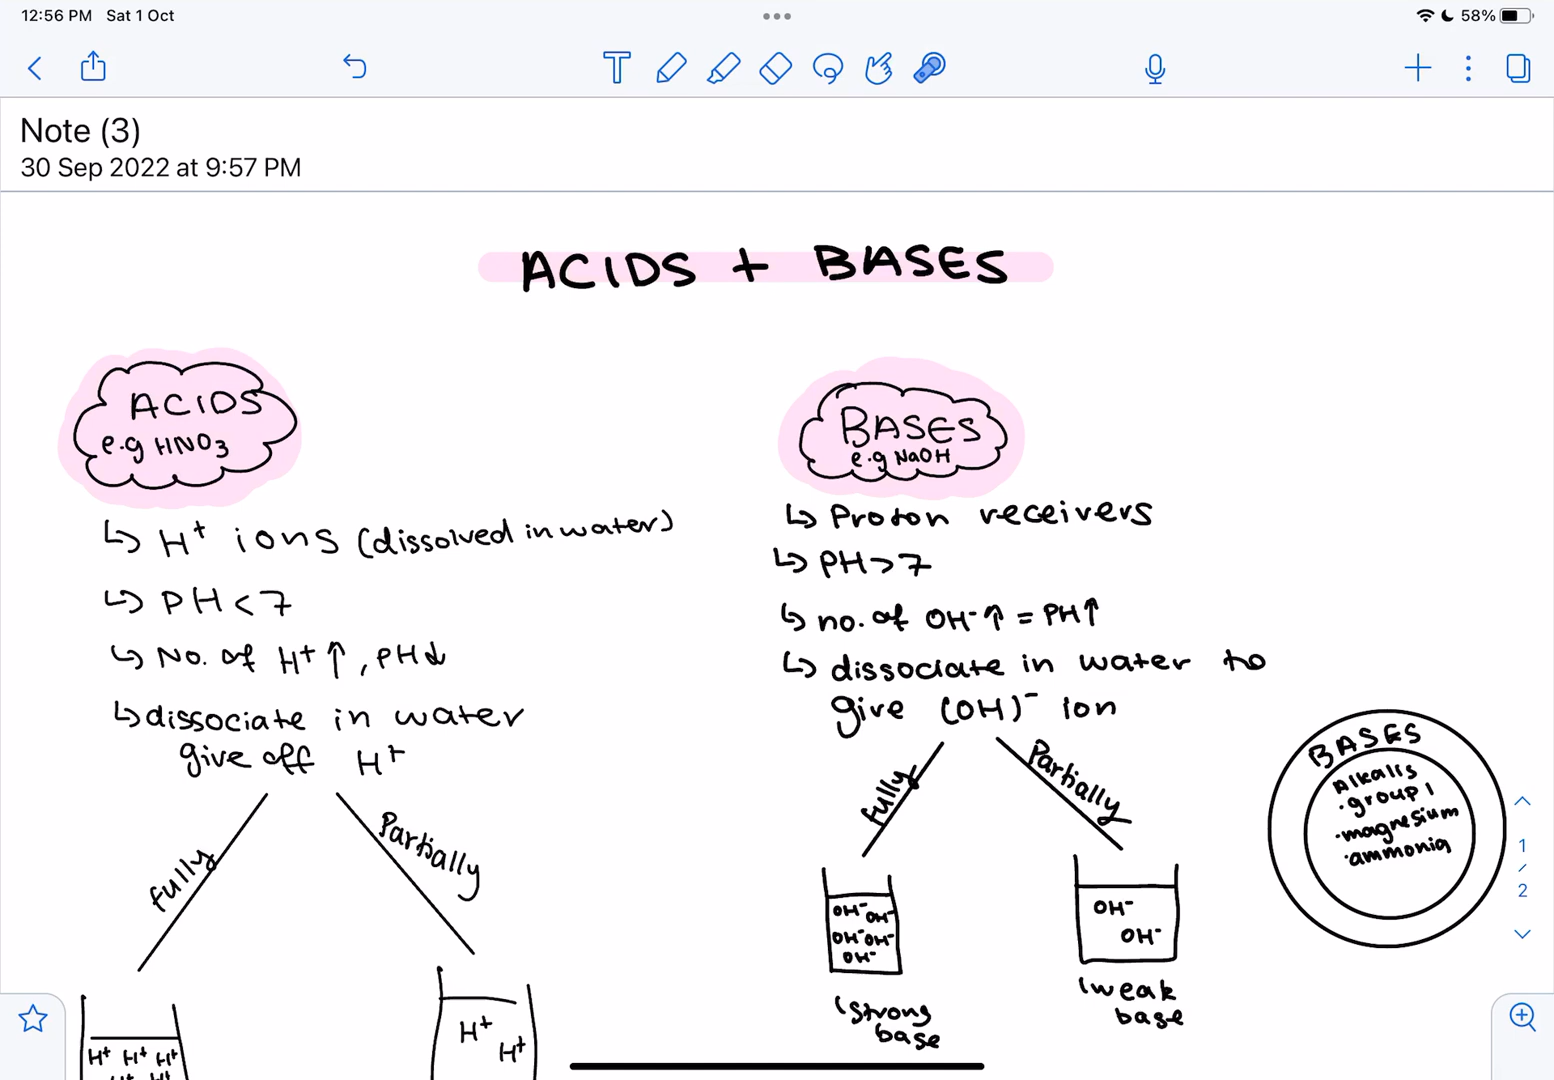 12:56 PM Sat 1 Oct
58%
Note (3)
30 Sep 2022 at 9:57 PM
ACIDS + BASES
ACIDS
e.g HNO3
↳ H+ ions (dissolved in water)
↳ PH < 7
↳ No. of H+ ↑, PH↓
↳ dissociate in water
give off H+
fully
Partially
H+ H+ H+
H+ H+
H+
H+
BASES
e.g NaOH
↳ Proton receivers
↳ PH > 7
↳ no. of OH- ↑ = PH↑
↳ dissociate in water to
give (OH)- ion
fully
Partially
OH- OH-
OH- OH-
OH-
strong
base
OH-
OH-
weak
base
BASES
Alkalis
·group 1
·magnesium
·ammonia
1
/
2